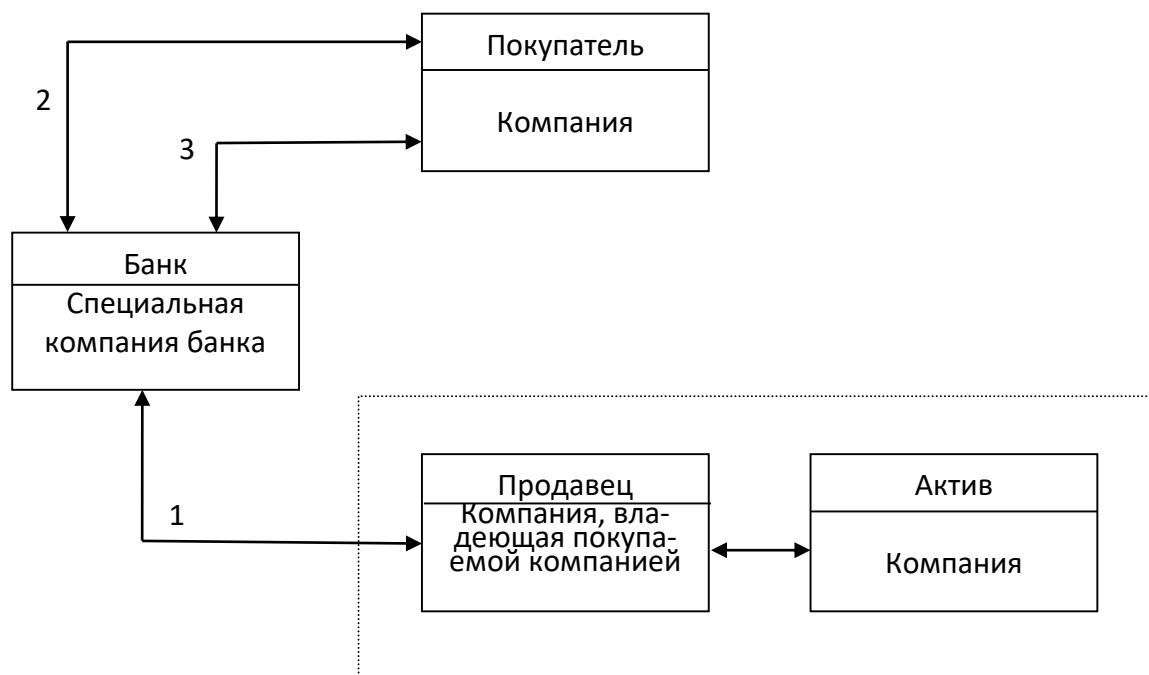 Покупатель
2
Компания
3
Банк
Специальная
компания банка
Продавец
Актив
1
Компания, вла-
деющая покупа-
емой компанией
Компания